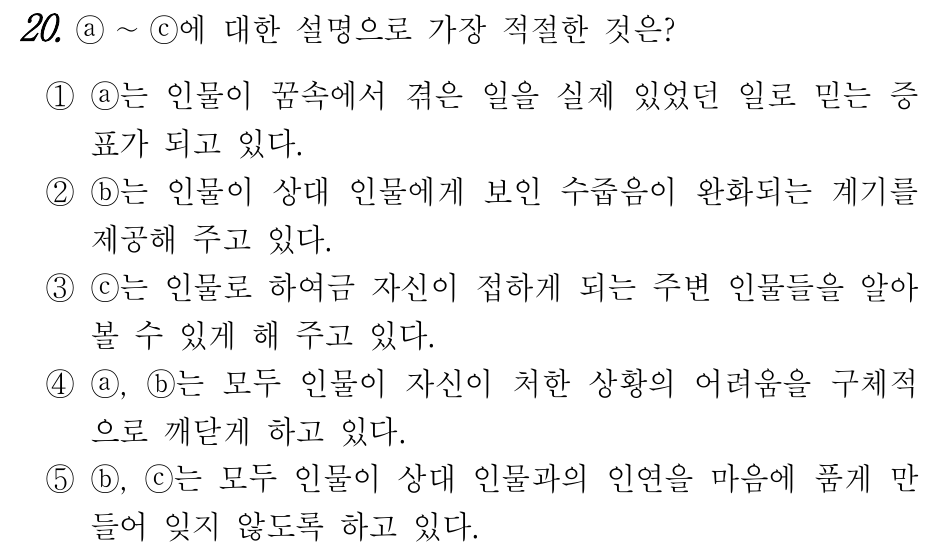 20. ⓐ ~ ⓒ에 대한 설명으로 가장 적절한 것은?
① ⓐ는 인물이 꿈속에서 겪은 일을 실제 있었던 일로 믿는 증
표가 되고 있다.
② ⓑ는 인물이 상대 인물에게 보인 수줍음이 완화되는 계기를
제공해 주고 있다.
③ ⓒ는 인물로 하여금 자신이 접하게 되는 주변 인물들을 알아
볼 수 있게 해 주고 있다.
④ ⓐ, ⓑ는 모두 인물이 자신이 처한 상황의 어려움을 구체적
으로 깨닫게 하고 있다.
⑤ ⓑ, ⓒ는 모두 인물이 상대 인물과의 인연을 마음에 품게 만
들어 잊지 않도록 하고 있다.